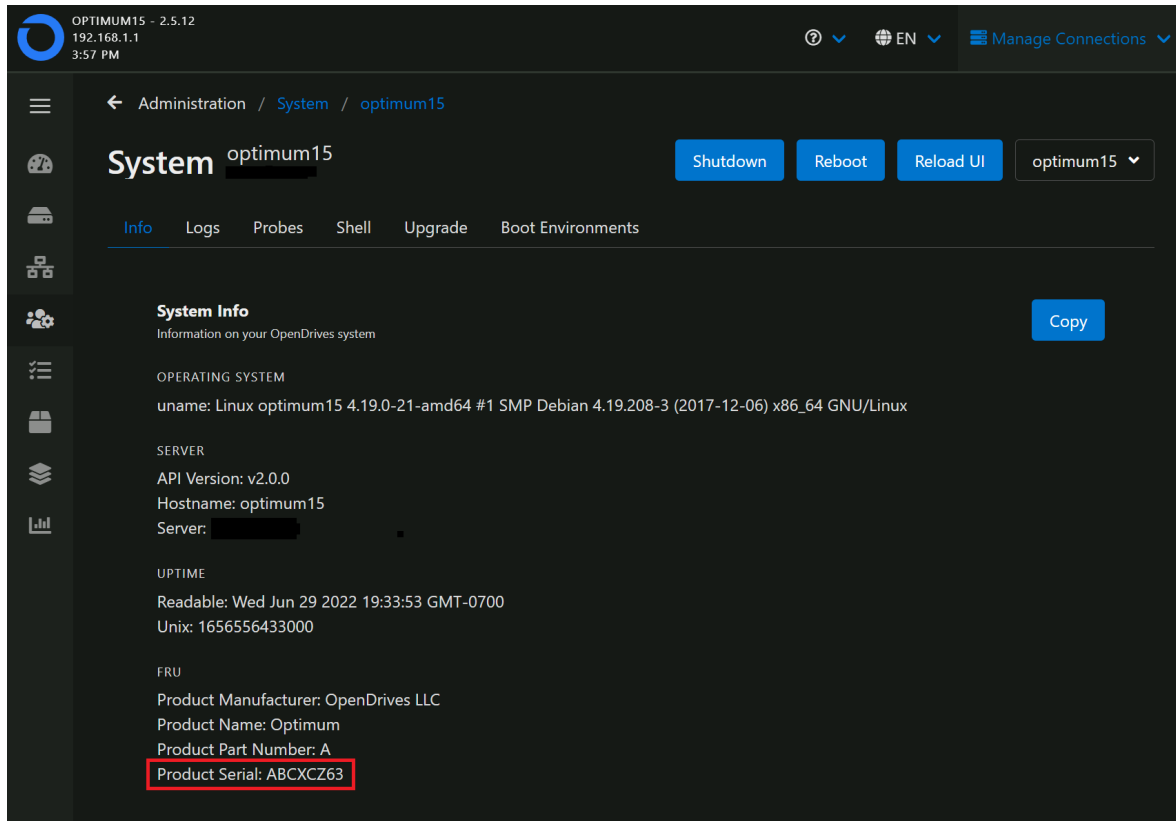 OPTIMUM15 - 2.5.12
192.168.1.1
3:57 PM
EN
Manage Connections
Administration / System / optimum15
System optimum15
Shutdown
Reboot
Reload UI
optimum15
Info
Logs
Probes
Shell
Upgrade
Boot Environments
System Info
Information on your OpenDrives system
Copy
OPERATING SYSTEM
uname: Linux optimum15 4.19.0-21-amd64 #1 SMP Debian 4.19.208-3 (2017-12-06) x86_64 GNU/Linux
SERVER
API Version: v2.0.0
Hostname: optimum15
Server:
UPTIME
Readable: Wed Jun 29 2022 19:33:53 GMT-0700
Unix: 1656556433000
FRU
Product Manufacturer: OpenDrives LLC
Product Name: Optimum
Product Part Number: A
Product Serial: ABCXCZ63